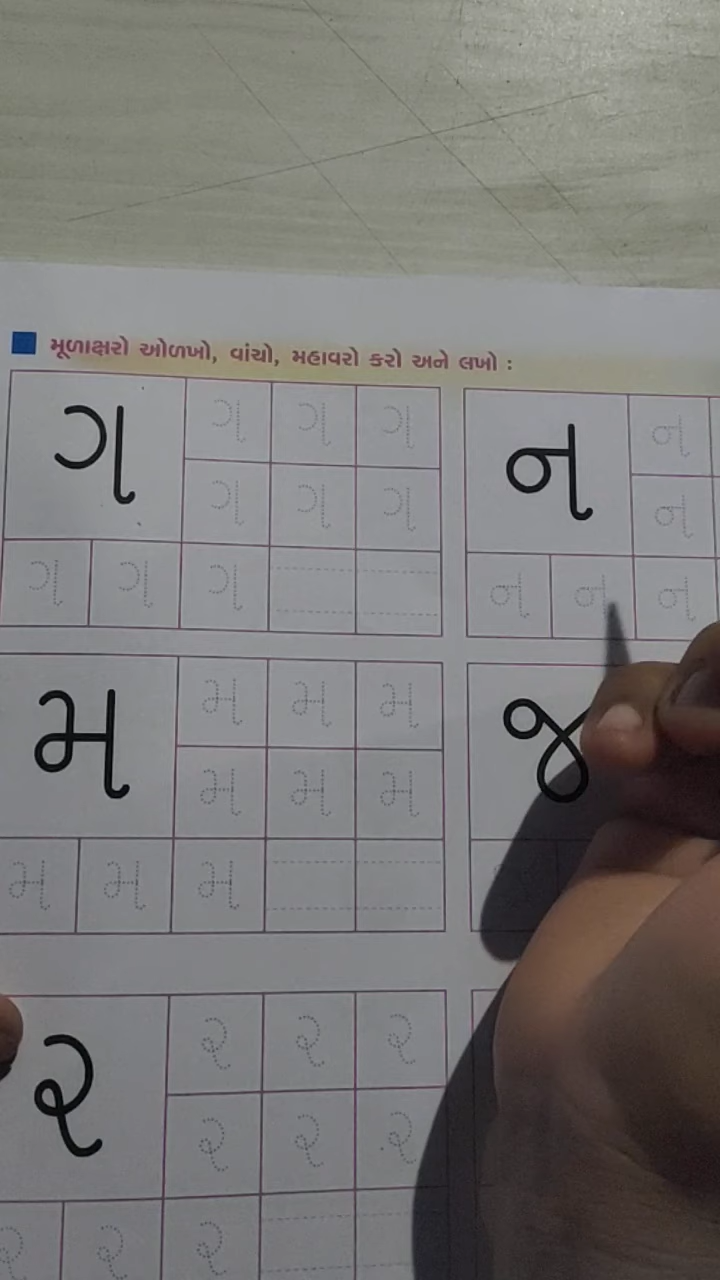 મૂળાક્ષરો ઓળખો, વાંચો, મહાવરો કરો અને લખો :
ગ ગ ગ ગ
ગ ગ ગ
ગ ગ ગ
ન ન
ન
ન ન ન
મ મ મ મ
મ મ મ
મ મ મ
જ
ર ર ર ર
ર ર ર
ર ર ર